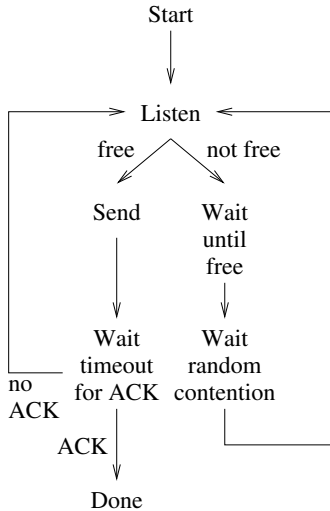 Start
Listen
free
not free
Send
Wait
until
free
Wait
timeout
for ACK
Wait
random
contention
no
ACK
ACK
Done